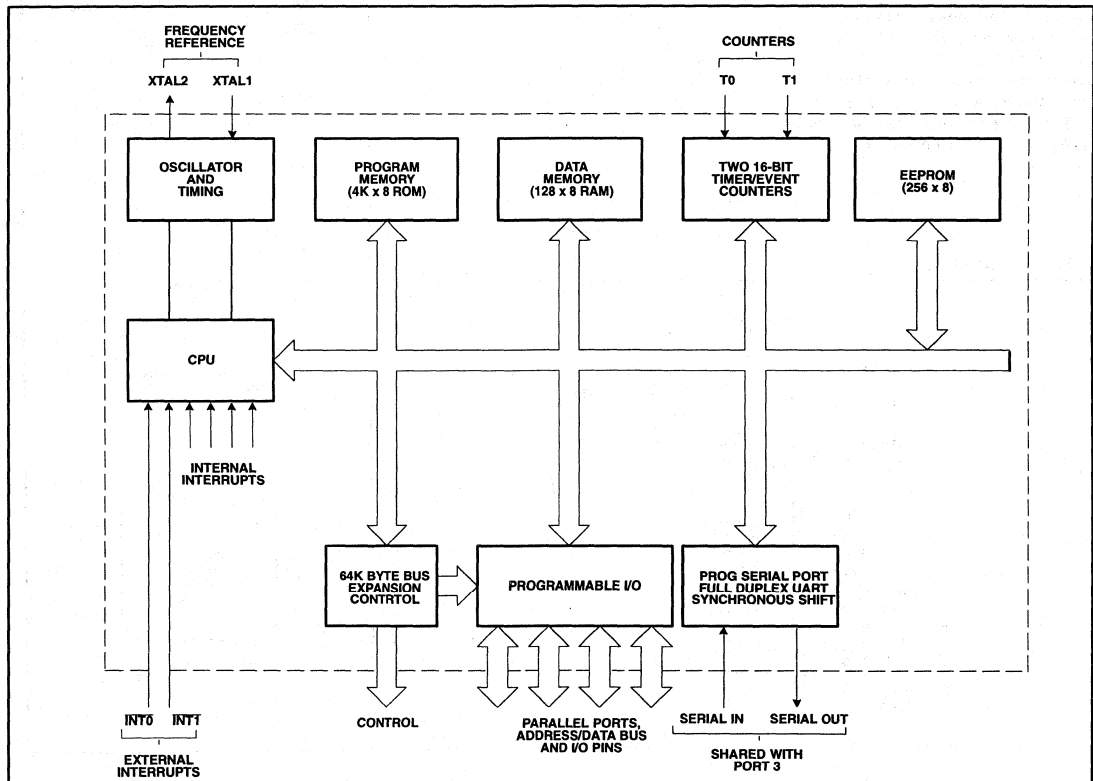 FREQUENCY
REFERENCE
XTAL2 XTAL1
COUNTERS
T0 T1
OSCILLATOR
AND
TIMING
PROGRAM
MEMORY
(4K x 8 ROM)
DATA
MEMORY
(128 x 8 RAM)
TWO 16-BIT
TIMER/EVENT
COUNTERS
EEPROM
(256 x 8)
CPU
INTERNAL
INTERRUPTS
64K BYTE BUS
EXPANSION
CONTRTOL
PROGRAMMABLE I/O
PROG SERIAL PORT
FULL DUPLEX UART
SYNCHRONOUS SHIFT
INT0 INT1
EXTERNAL
INTERRUPTS
CONTROL
PARALLEL PORTS,
ADDRESS/DATA BUS
AND I/O PINS
SERIAL IN SERIAL OUT
SHARED WITH
PORT 3